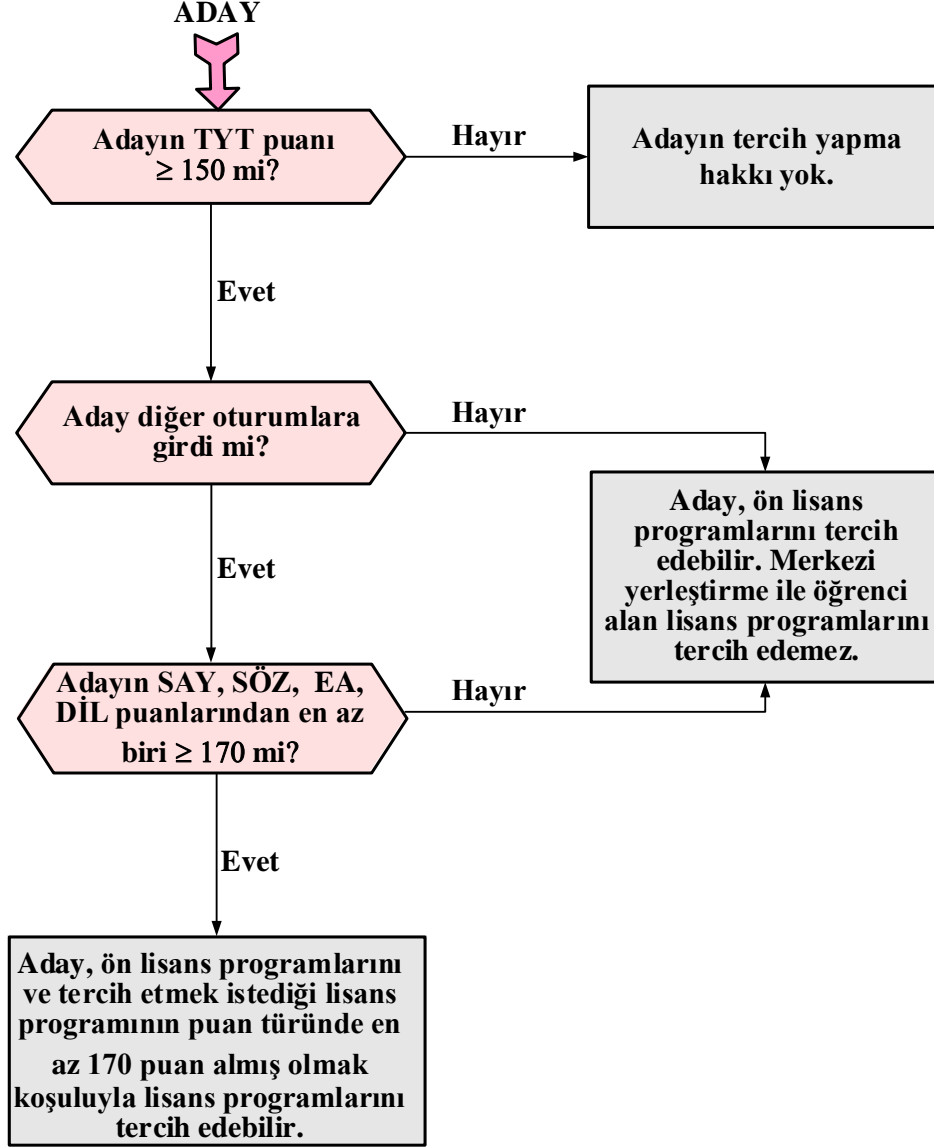 ADAY
Adayın TYT puanı
≥ 150 mi?
Hayır
Adayın tercih yapma
hakkı yok.
Evet
Aday diğer oturumlara
girdi mi?
Hayır
Aday, ön lisans
programlarını tercih
edebilir. Merkezi
yerleştirme ile öğrenci
alan lisans programlarını
tercih edemez.
Evet
Adayın SAY, SÖZ, EA,
DİL puanlarından en az
biri ≥ 170 mi?
Hayır
Evet
Aday, ön lisans programlarını
ve tercih etmek istediği lisans
programının puan türünde en
az 170 puan almış olmak
koşuluyla lisans programlarını
tercih edebilir.